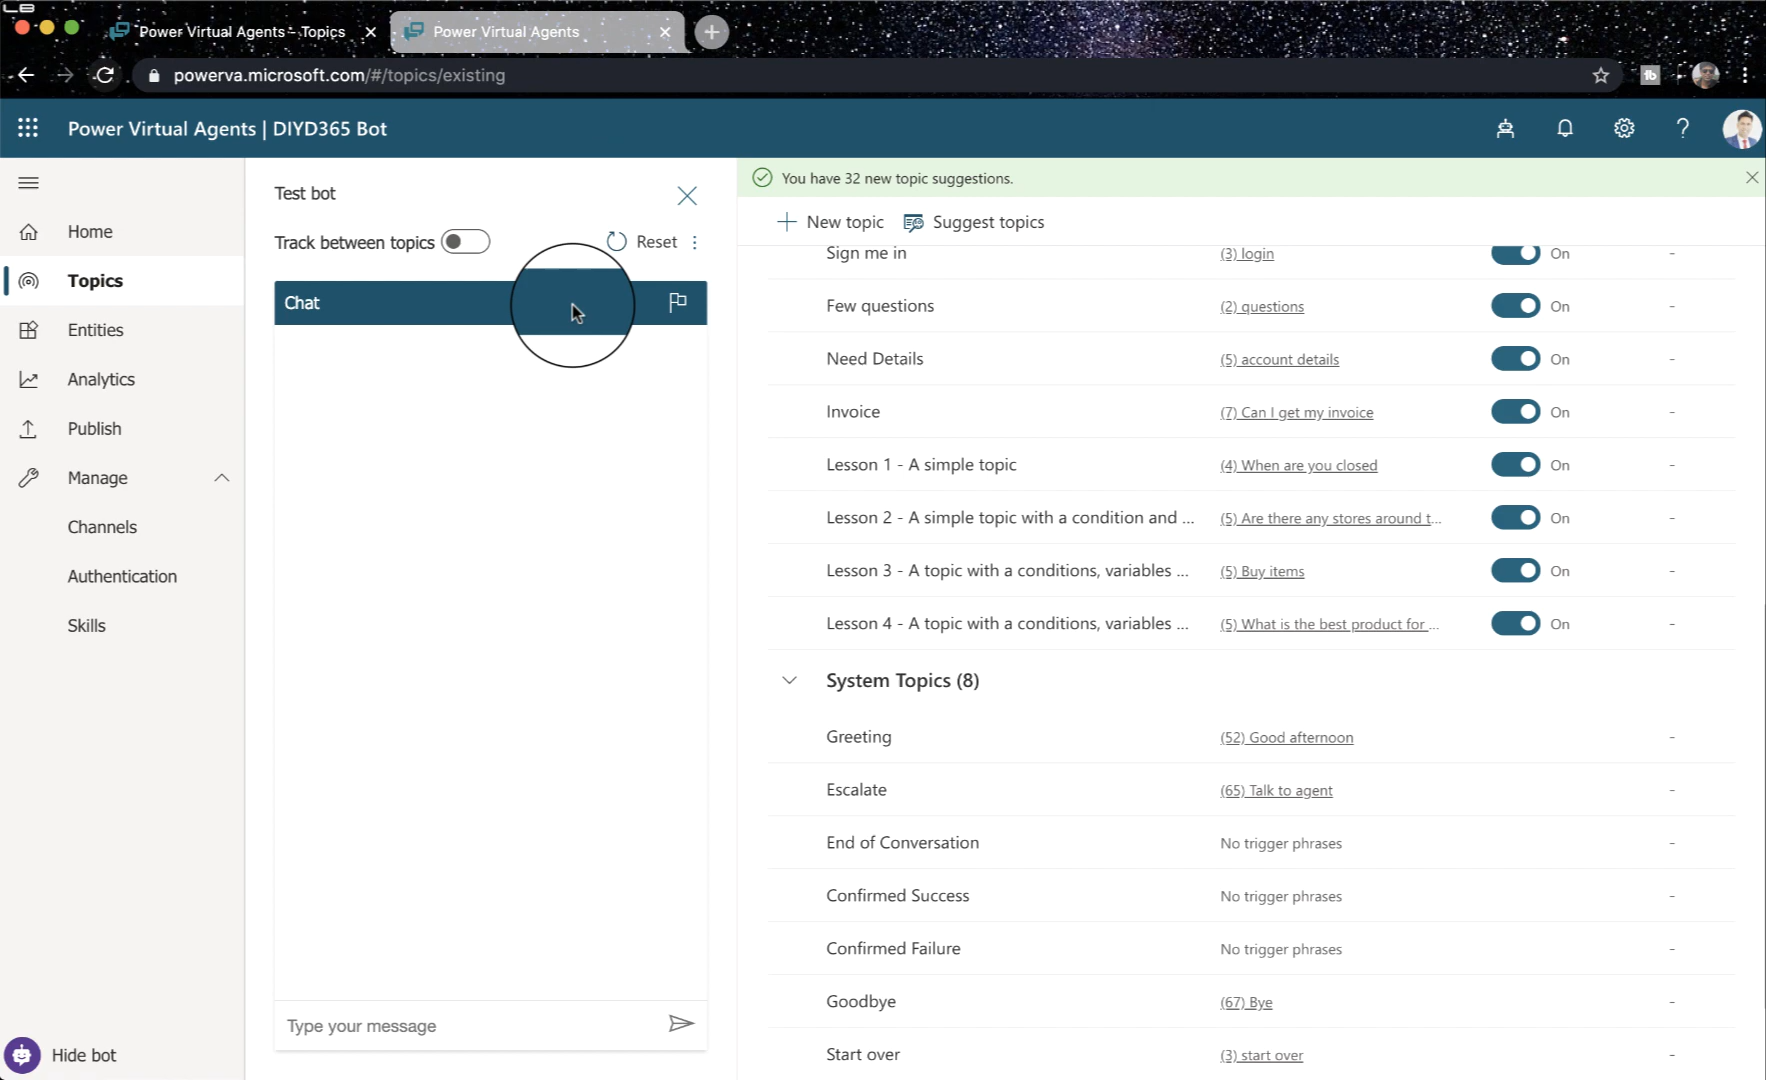 Power Virtual Agents - Topics
Power Virtual Agents
powerva.microsoft.com/#/topics/existing
Power Virtual Agents | DIYD365 Bot
Home
Topics
Entities
Analytics
Publish
Manage
Channels
Authentication
Skills
Hide bot
Test bot
Track between topics
Reset
Chat
Type your message
You have 32 new topic suggestions.
New topic
Suggest topics
Sign me in (3) login On -
Few questions (2) questions On -
Need Details (5) account details On -
Invoice (7) Can I get my invoice On -
Lesson 1 - A simple topic (4) When are you closed On -
Lesson 2 - A simple topic with a condition and ... (5) Are there any stores around t... On -
Lesson 3 - A topic with a conditions, variables ... (5) Buy items On -
Lesson 4 - A topic with a conditions, variables ... (5) What is the best product for ... On -
System Topics (8)
Greeting (52) Good afternoon -
Escalate (65) Talk to agent -
End of Conversation No trigger phrases -
Confirmed Success No trigger phrases -
Confirmed Failure No trigger phrases -
Goodbye (67) Bye -
Start over (3) start over -